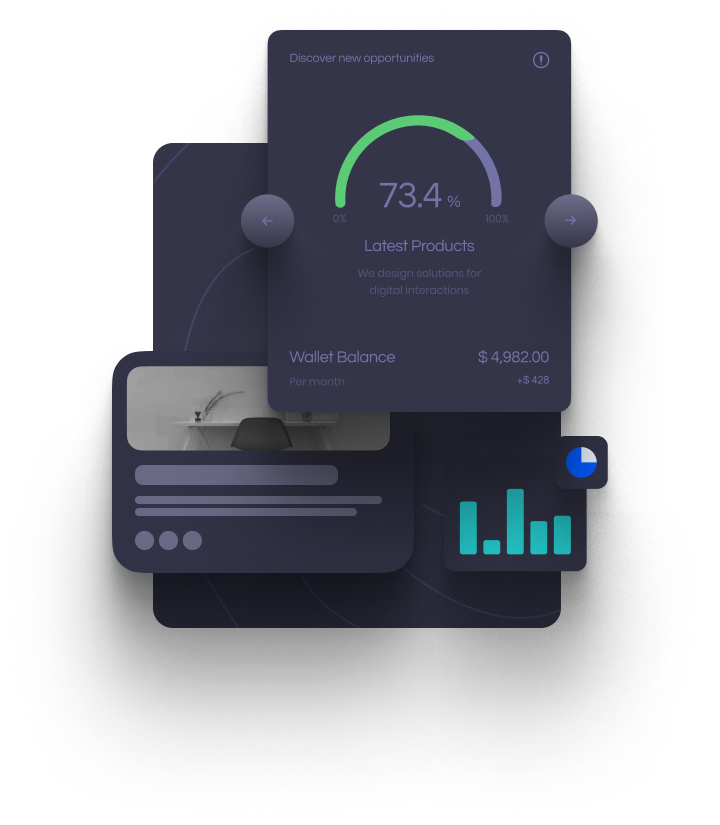 Discover new opportunities
73.4 %
0%
100%
Latest Products
We design solutions for
digital interactions
Wallet Balance
$ 4,982.00
Per month
+$ 428